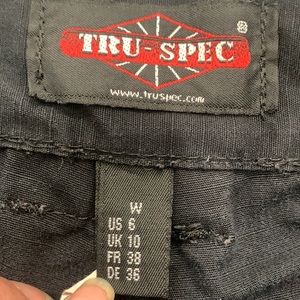 TRU-SPEC
®
www.truspec.com
W
US 6
UK 10
FR 38
DE 36